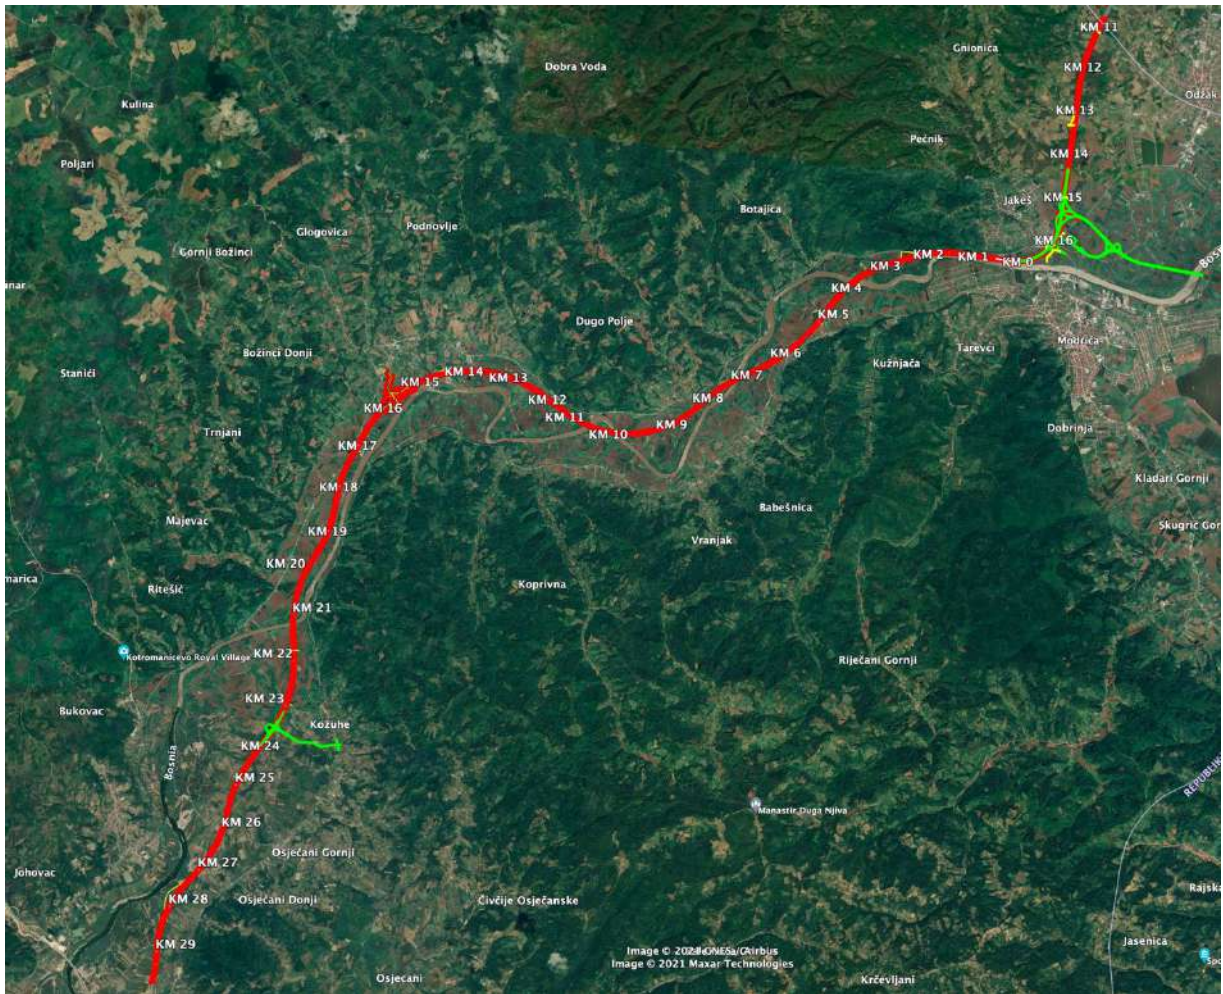 KM 11
Gnionica
Dobra Voda
KM 12
Odžak
Kulina
KM 13
Pećnik
KM 14
Poljari
KM 15
Jakeš
Botajica
Podnovlje
Glogovica
KM 16
Gornji Božinci
KM 2
KM 1
KM 0
KM 3
KM 4
KM 5
Dugo Polje
Modriča
Tarevci
Kužnjača
KM 6
Božinci Donji
Stanići
KM 14
KM 15
KM 13
KM 7
KM 12
KM 8
KM 16
KM 11
KM 9
KM 10
Dobrinja
Trnjani
KM 17
Kladari Gornji
KM 18
Babešnica
Majevac
Skugric Gor
KM 19
Vranjak
KM 20
marica
Ritešić
Koprivna
KM 21
Kotromanicevo Royal Village
KM 22
Riječani Gornji
KM 23
Bukovac
Kožuhe
KM 24
Bosnia
KM 25
REPUBLIK
Manastir Duga Njiva
KM 26
Osječani Gornji
KM 27
Johovac
KM 28
Osječani Donji
Čivčije Osječanske
Rajska
KM 29
Jasenica
Image © 2021 Maxar Technologies
Osjecani
Krčevljani